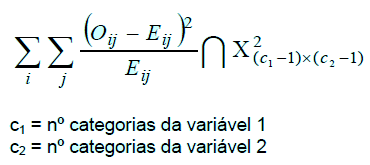 ∑_i ∑_j (O_ij − E_ij)² / E_ij ⋂ X²_(c₁−1)×(c₂−1)
c₁ = nº categorias da variável 1
c₂ = nº categorias da variável 2